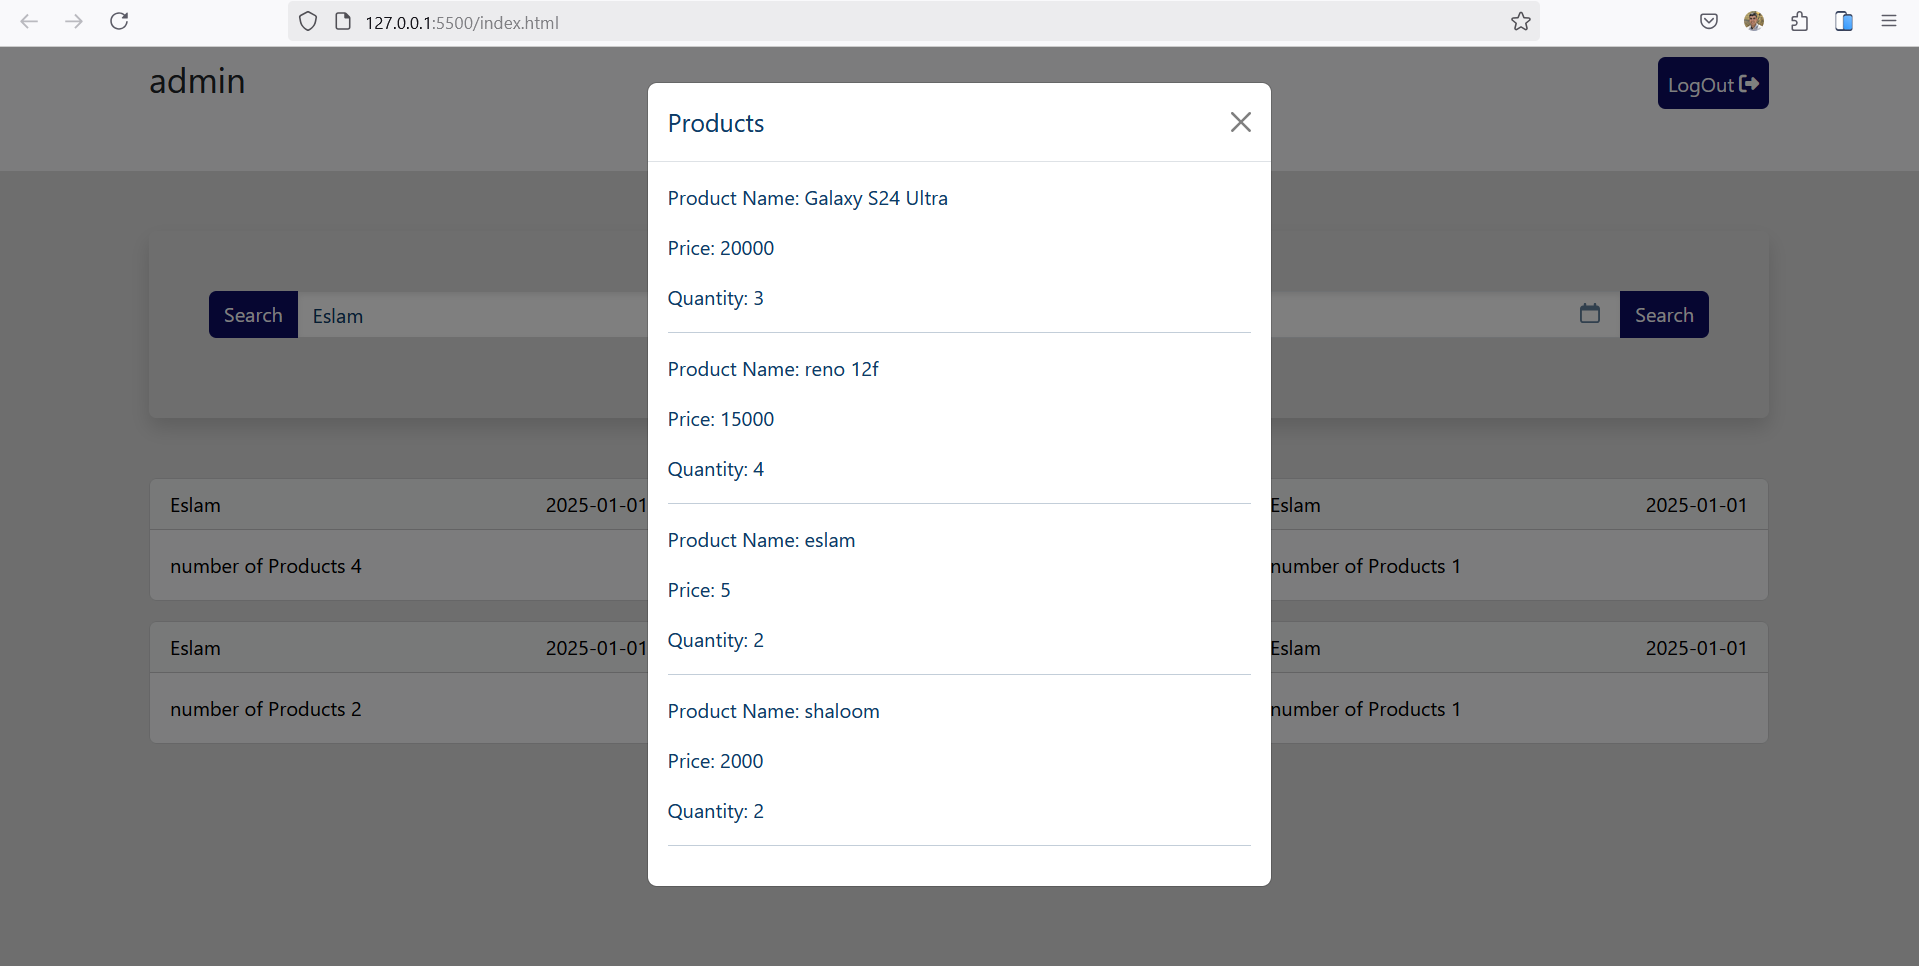 127.0.0.1:5500/index.html
admin
LogOut
Products
Product Name: Galaxy S24 Ultra
Price: 20000
Quantity: 3
Product Name: reno 12f
Price: 15000
Quantity: 4
Product Name: eslam
Price: 5
Quantity: 2
Product Name: shaloom
Price: 2000
Quantity: 2
Search Eslam
Search
Eslam 2025-01-01
number of Products 4
Eslam 2025-01-01
number of Products 1
Eslam 2025-01-01
number of Products 2
Eslam 2025-01-01
number of Products 1